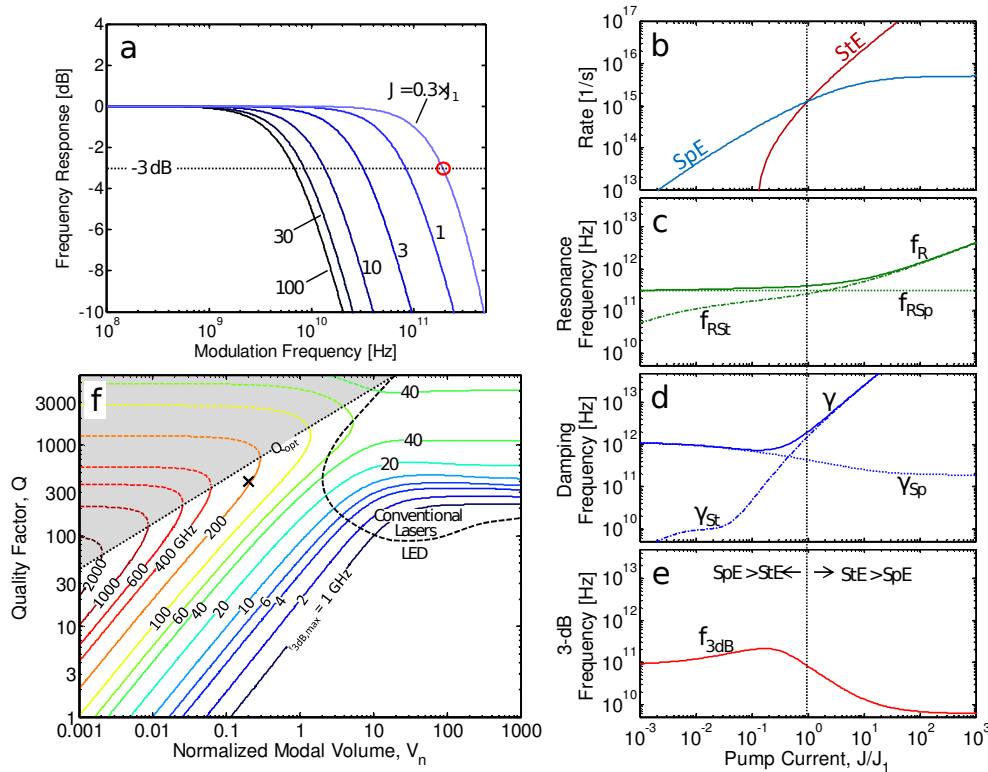 a
4
2
0
-2
-4
-6
-8
-10
Frequency Response [dB]
J =0.3×J1
-3 dB
30
100
10
3
1
10^8
10^9
10^10
10^11
Modulation Frequency [Hz]
b
10^17
10^16
10^15
10^14
10^13
Rate [1/s]
StE
SpE
c
10^13
10^12
10^11
10^10
Resonance
Frequency [Hz]
fR
fRSp
fRSt
d
10^13
10^12
10^11
10^10
Damping
Frequency [Hz]
γ
γSp
γSt
e
10^13
10^12
10^11
10^10
3-dB
Frequency [Hz]
SpE>StE
StE>SpE
f3dB
10^-3
10^-2
10^-1
10^0
10^1
10^2
10^3
Pump Current, J/J1
f
3000
1000
300
100
30
10
3
1
Quality Factor, Q
Qopt
40
40
20
200
2000
1000
600
400 GHz
100
60
40
20
10
6
4
2
f3dB,max = 1 GHz
Conventional
Lasers
LED
0.001
0.01
0.1
1
10
100
1000
Normalized Modal Volume, Vn